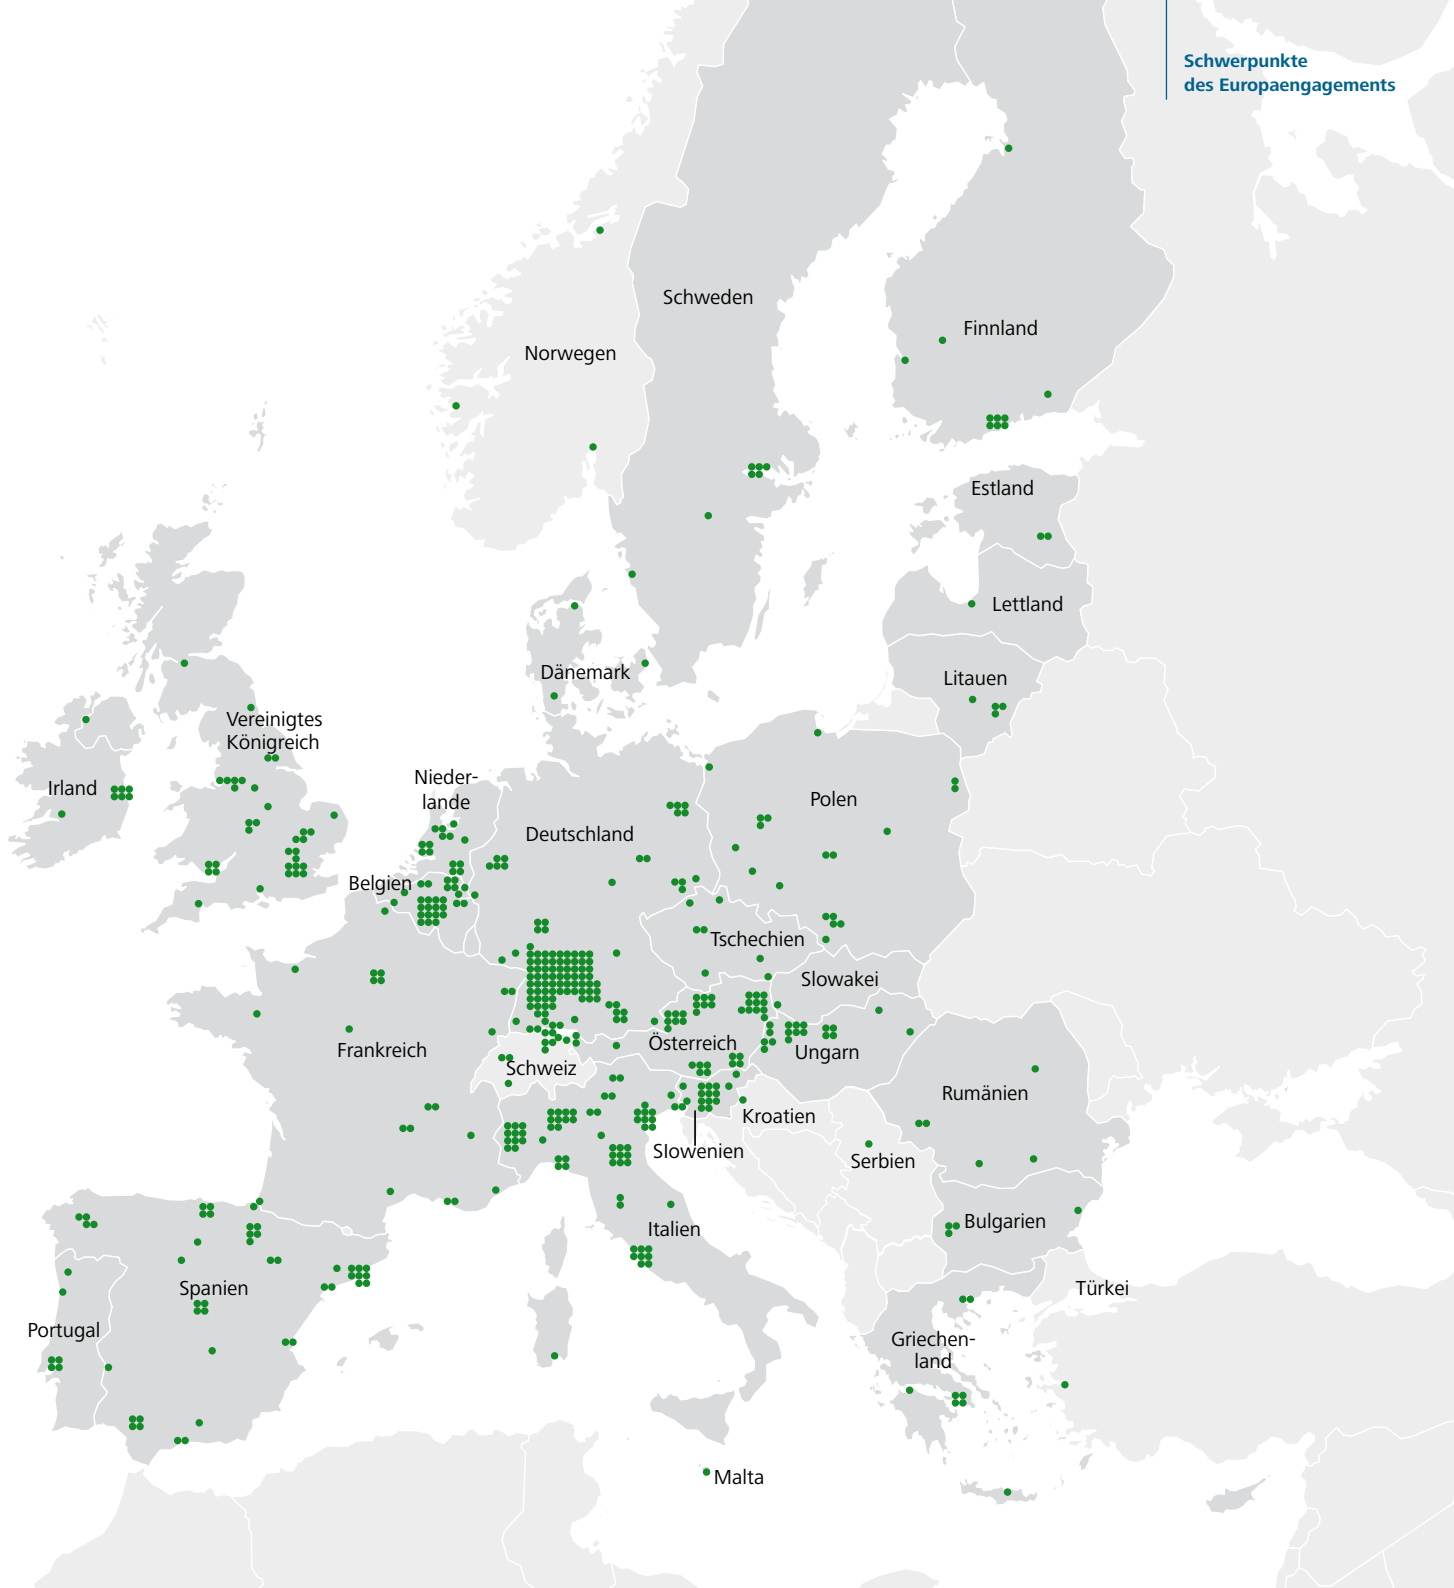 Schwerpunkte
des Europaengagements
Schweden
Finnland
Norwegen
Estland
Lettland
Dänemark
Litauen
Vereinigtes
Königreich
Irland
Nieder-
lande
Polen
Deutschland
Belgien
Tschechien
Slowakei
Österreich
Frankreich
Ungarn
Schweiz
Rumänien
Kroatien
Slowenien
Serbien
Italien
Bulgarien
Spanien
Türkei
Portugal
Griechen-
land
Malta